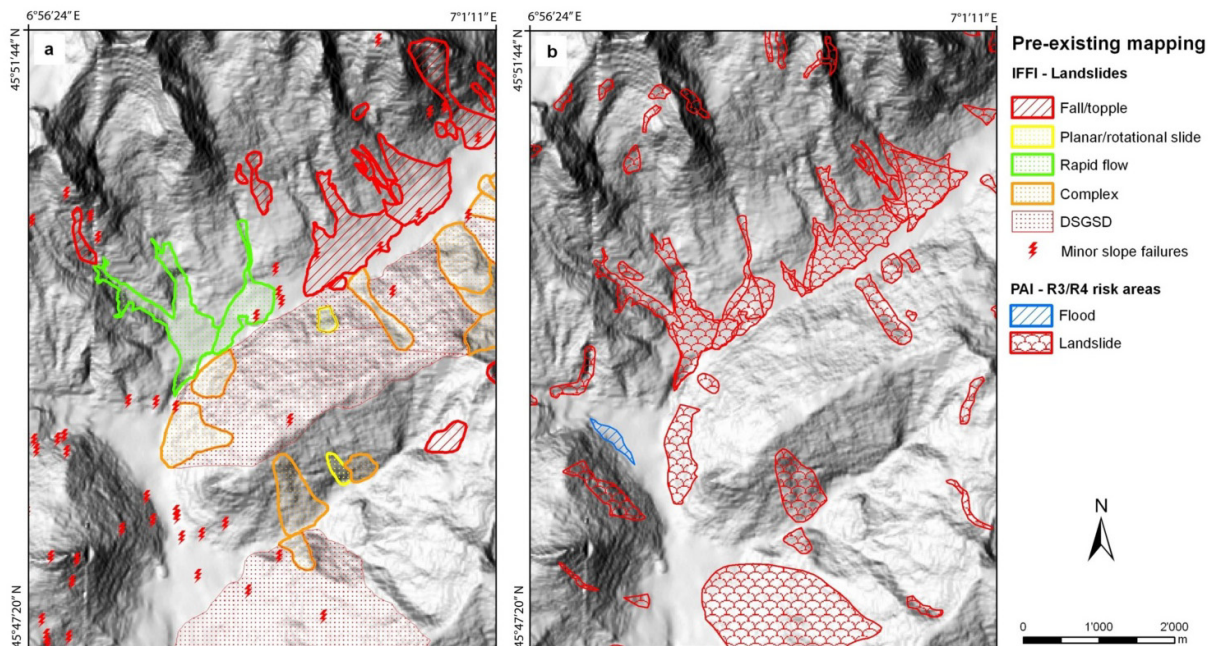 6°56'24" E
7°1'11" E
6°56'24" E
7°1'11" E
45°51'44" N
a
45°51'44" N
b
45°47'20" N
45°47'20" N
Pre-existing mapping
IFFI - Landslides
Fall/topple
Planar/rotational slide
Rapid flow
Complex
DSGSD
Minor slope failures
PAI - R3/R4 risk areas
Flood
Landslide
N
0 1'000 2'000
m